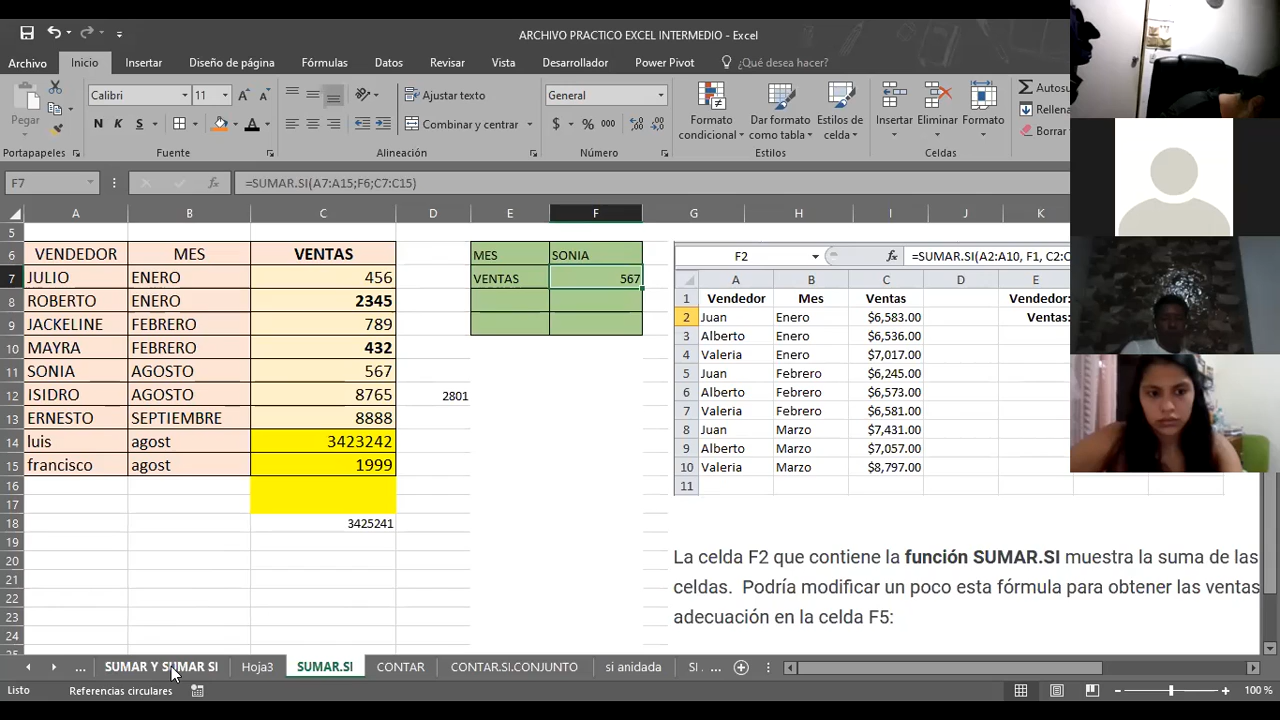 ARCHIVO PRACTICO EXCEL INTERMEDIO - Excel
Archivo Inicio Insertar Diseño de página Fórmulas Datos Revisar Vista Desarrollador Power Pivot ¿Qué desea hacer?
Pegar
Calibri 11
N K S
Ajustar texto
Combinar y centrar
General
$ % 000
Formato condicional
Dar formato como tabla
Estilos de celda
Insertar Eliminar Formato
Autosu
Rellena
Borrar
Portapapeles Fuente Alineación Número Estilos Celdas
F7 fx =SUMAR.SI(A7:A15;F6;C7:C15)
A B C D E F G H I J K
5
6 VENDEDOR MES VENTAS MES SONIA
7 JULIO ENERO 456 VENTAS 567
8 ROBERTO ENERO 2345
9 JACKELINE FEBRERO 789
10 MAYRA FEBRERO 432
11 SONIA AGOSTO 567
12 ISIDRO AGOSTO 8765 2801
13 ERNESTO SEPTIEMBRE 8888
14 luis agost 3423242
15 francisco agost 1999
16
17
18 3425241
19
20
21
22
23
24
25
F2 fx =SUMAR.SI(A2:A10, F1, C2:C
A B C D E
1 Vendedor Mes Ventas Vendedor:
2 Juan Enero $6,583.00 Ventas:
3 Alberto Enero $6,536.00
4 Valeria Enero $7,017.00
5 Juan Febrero $6,245.00
6 Alberto Febrero $6,573.00
7 Valeria Febrero $6,581.00
8 Juan Marzo $7,431.00
9 Alberto Marzo $7,057.00
10 Valeria Marzo $8,797.00
11
La celda F2 que contiene la función SUMAR.SI muestra la suma de las
celdas. Podría modificar un poco esta fórmula para obtener las ventas
adecuación en la celda F5:
... SUMAR Y SUMAR SI Hoja3 SUMAR.SI CONTAR CONTAR.SI.CONJUNTO si anidada SI ...
Listo Referencias circulares 100 %